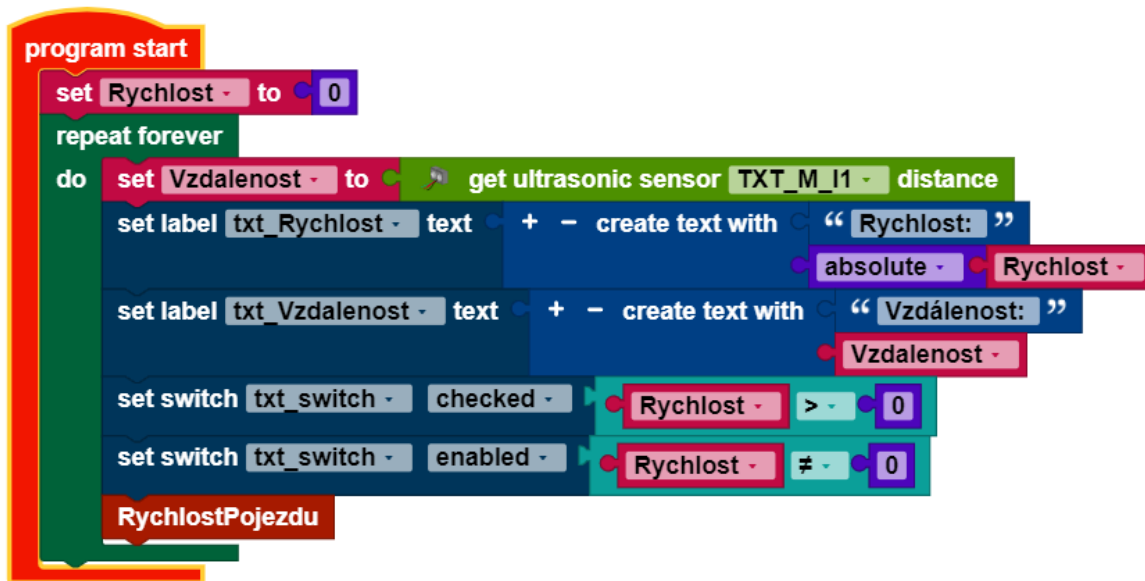 program start
set Rychlost to 0
repeat forever
do set Vzdalenost to get ultrasonic sensor TXT_M_I1 distance
set label txt_Rychlost text + − create text with “ Rychlost: ”
absolute Rychlost
set label txt_Vzdalenost text + − create text with “ Vzdálenost: ”
Vzdalenost
set switch txt_switch checked Rychlost > 0
set switch txt_switch enabled Rychlost ≠ 0
RychlostPojezdu